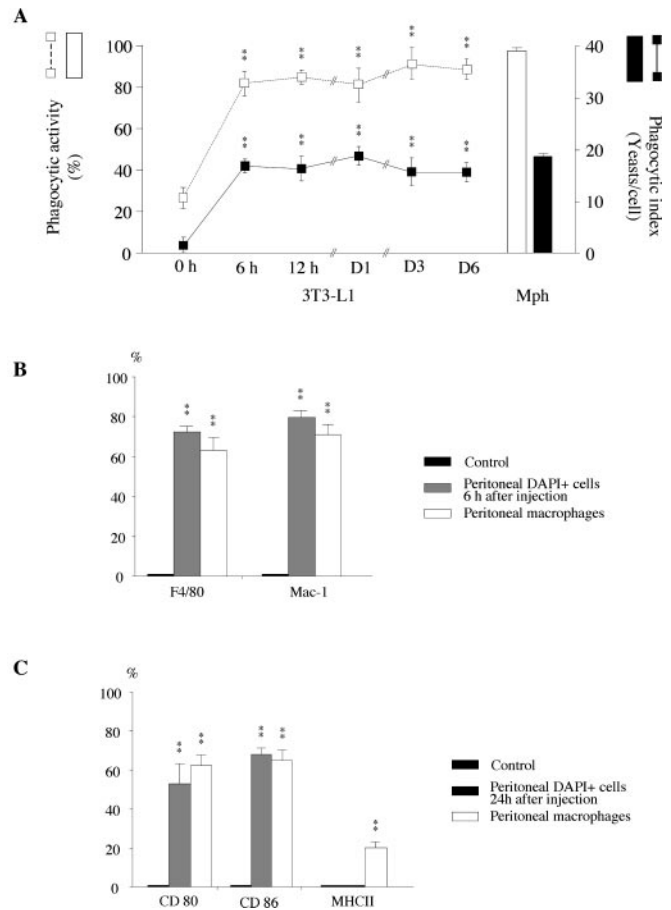 A
Phagocytic activity
(%)
100
80
60
40
20
0
**
**
**
**
**
**
**
**
**
**
//
//
//
//
0 h
6 h
12 h
D1
D3
D6
3T3-L1
Mph
40
30
20
10
0
Phagocytic index
(Yeasts/cell)
B
%
100
80
60
40
20
0
**
**
**
**
F4/80
Mac-1
Control
Peritoneal DAPI+ cells
6 h after injection
Peritoneal macrophages
C
%
100
80
60
40
20
0
**
**
**
**
**
CD 80
CD 86
MHCII
Control
Peritoneal DAPI+ cells
24h after injection
Peritoneal macrophages